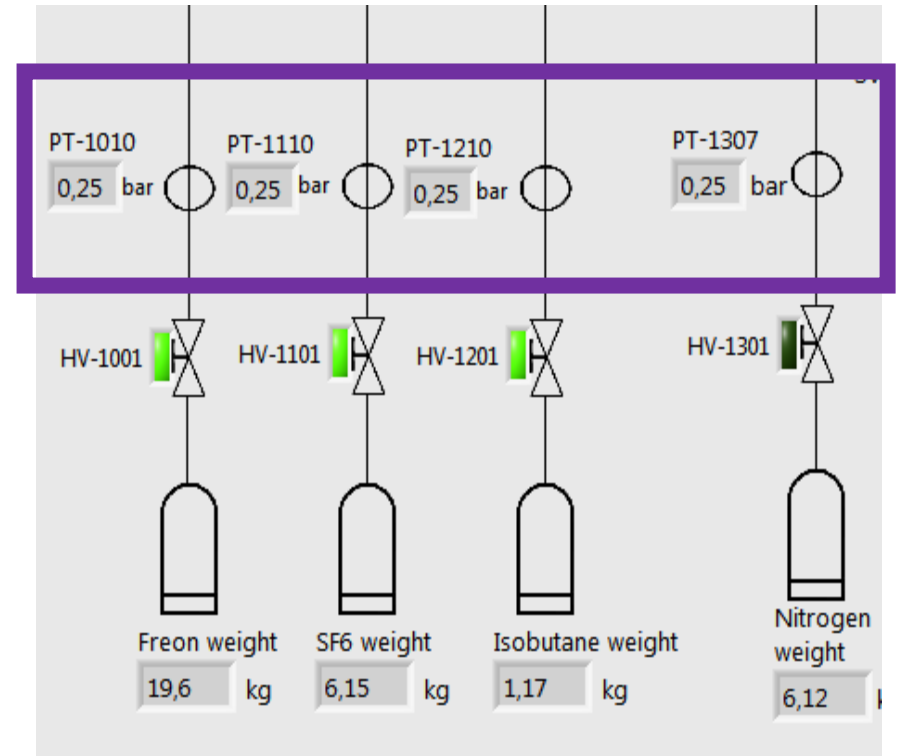 PT-1010
0,25 bar
PT-1110
0,25 bar
PT-1210
0,25 bar
PT-1307
0,25 bar
HV-1001
HV-1101
HV-1201
HV-1301
Freon weight
19,6 kg
SF6 weight
6,15 kg
Isobutane weight
1,17 kg
Nitrogen
weight
6,12